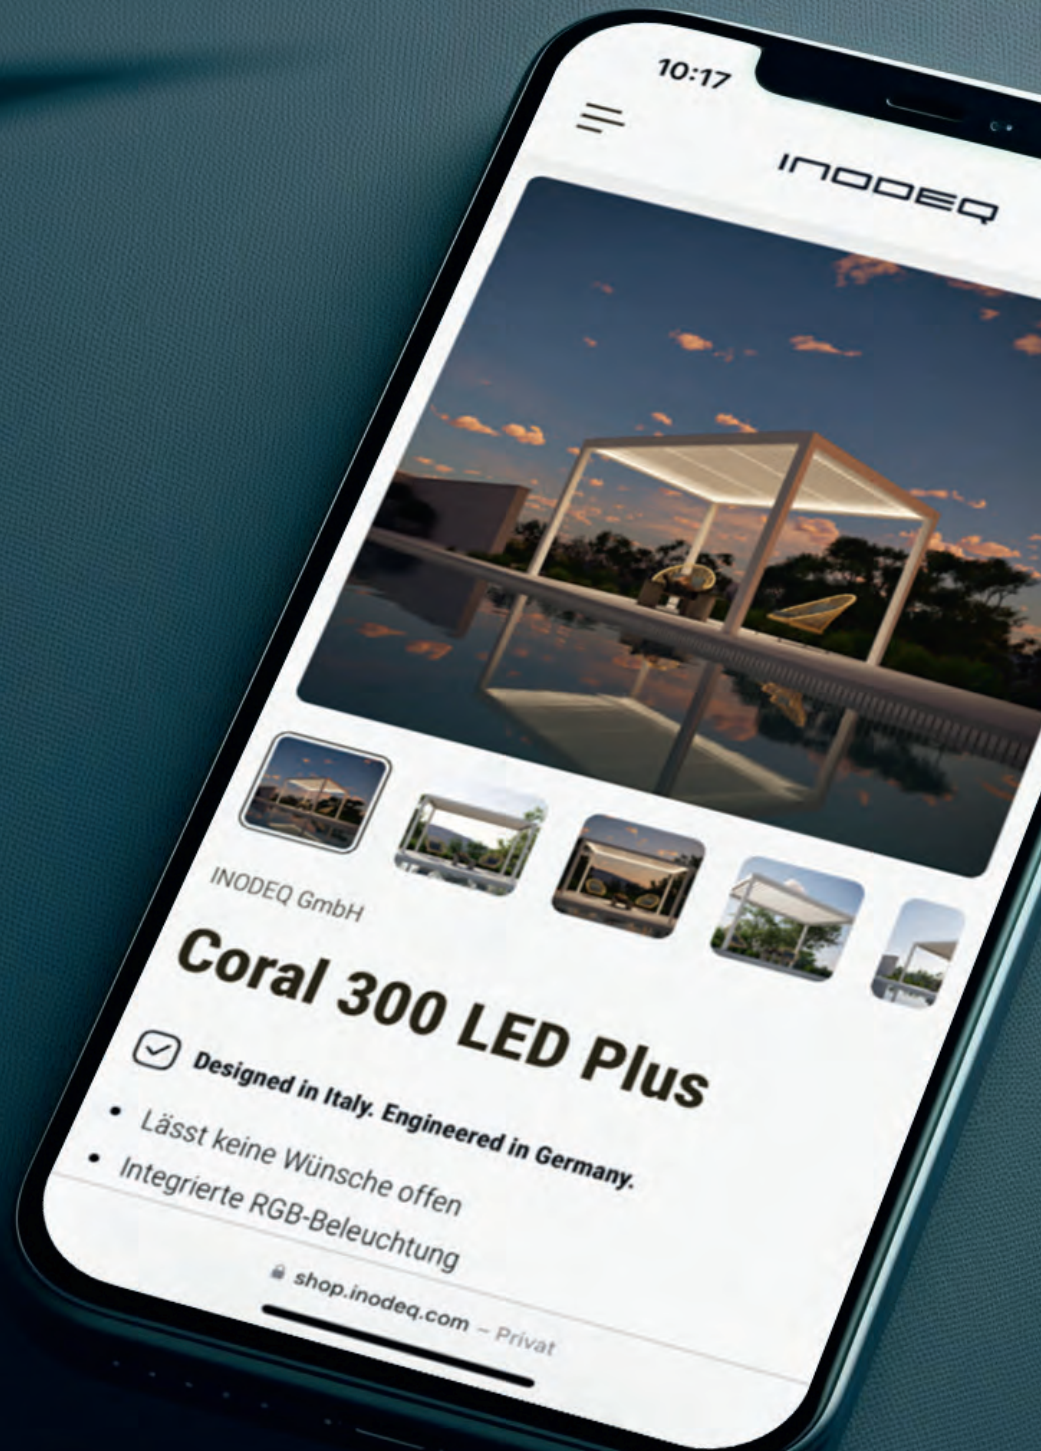 10:17
INODEQ
INODEQ GmbH
Coral 300 LED Plus
Designed in Italy. Engineered in Germany.
• Lässt keine Wünsche offen
• Integrierte RGB-Beleuchtung
shop.inodeq.com – Privat